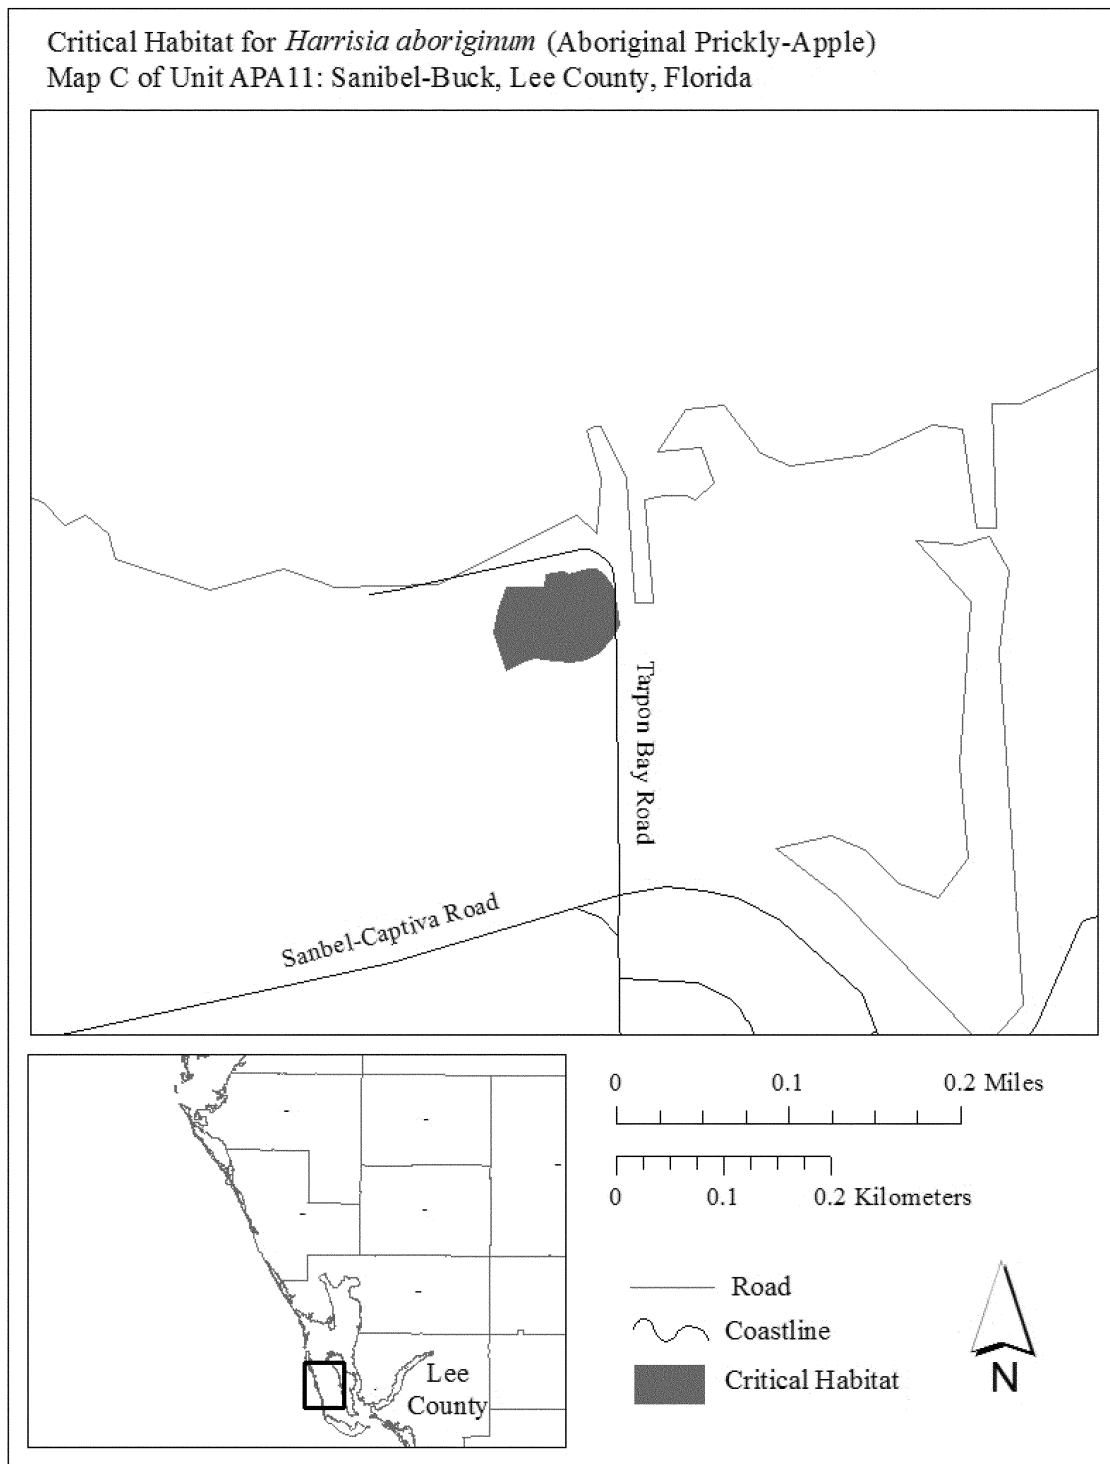 Critical Habitat for Harrisia aboriginum (Aboriginal Prickly-Apple)
Map C of Unit APA11: Sanibel-Buck, Lee County, Florida
Tarpon Bay Road
Sanbel-Captiva Road
0 0.1 0.2 Miles
0 0.1 0.2 Kilometers
Road
Coastline
Critical Habitat
N
Lee
County